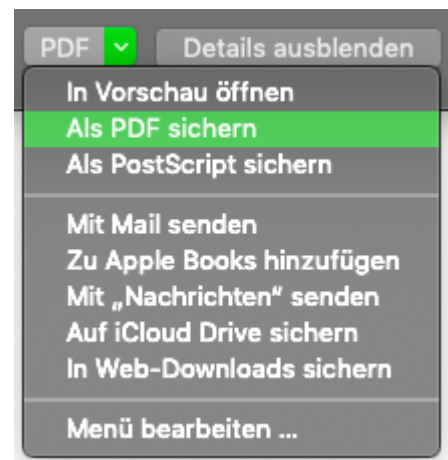 PDF Details ausblenden
In Vorschau öffnen
Als PDF sichern
Als PostScript sichern
Mit Mail senden
Zu Apple Books hinzufügen
Mit „Nachrichten“ senden
Auf iCloud Drive sichern
In Web-Downloads sichern
Menü bearbeiten ...